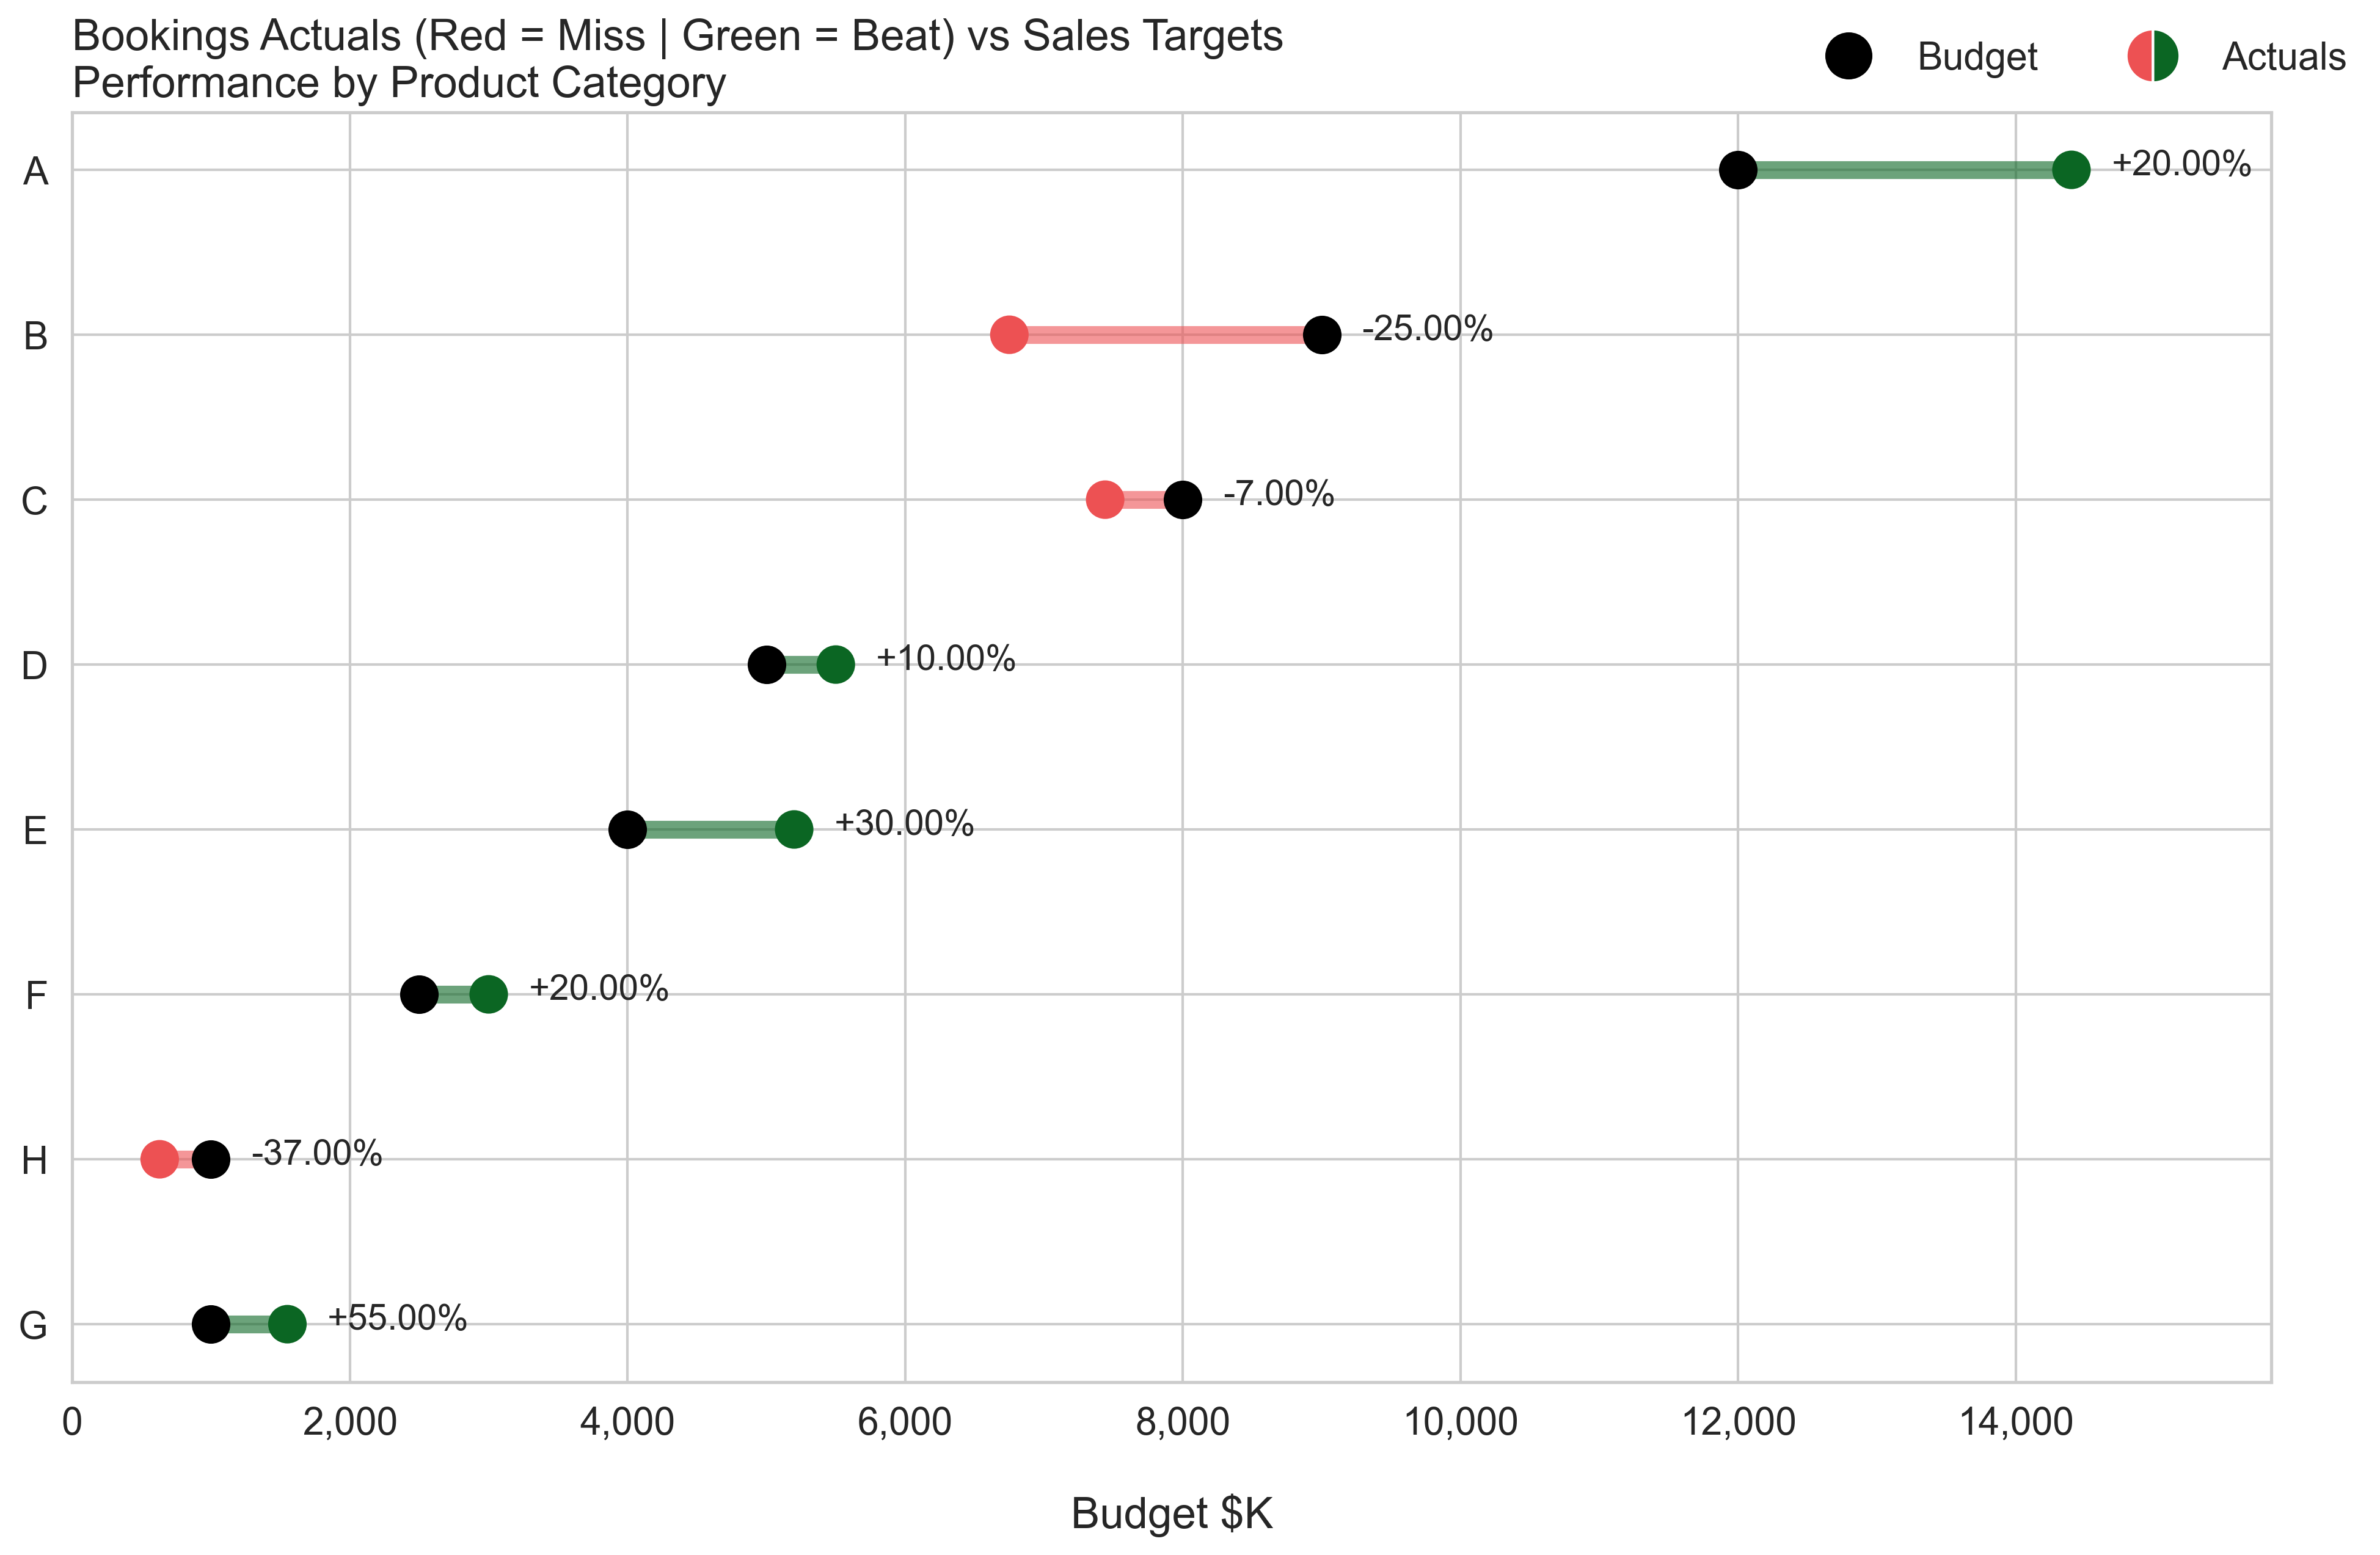 Bookings Actuals (Red = Miss | Green = Beat) vs Sales Targets
Performance by Product Category
Budget
Actuals
A
+20.00%
B
-25.00%
C
-7.00%
D
+10.00%
E
+30.00%
F
+20.00%
H
-37.00%
G
+55.00%
0
2,000
4,000
6,000
8,000
10,000
12,000
14,000
Budget $K